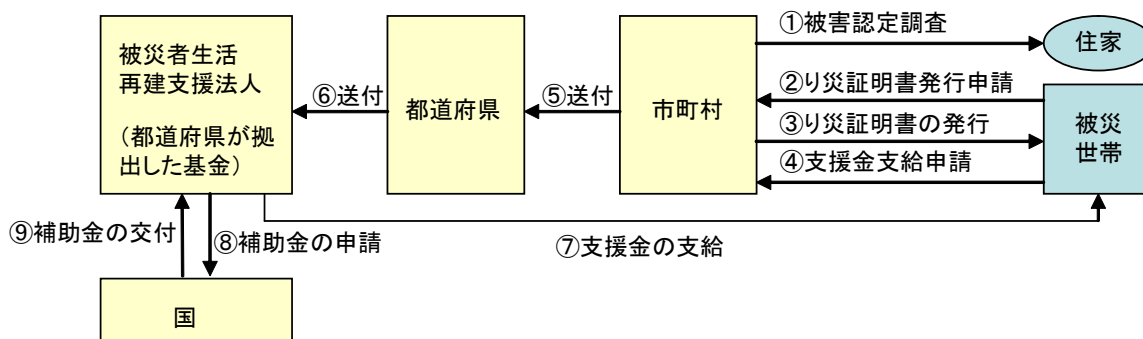 被災者生活
再建支援法人
（都道府県が拠
出した基金）
⑥送付
都道府県
⑤送付
市町村
①被害認定調査
住家
②り災証明書発行申請
③り災証明書の発行
④支援金支給申請
被災
世帯
⑨補助金の交付
⑧補助金の申請
⑦支援金の支給
国